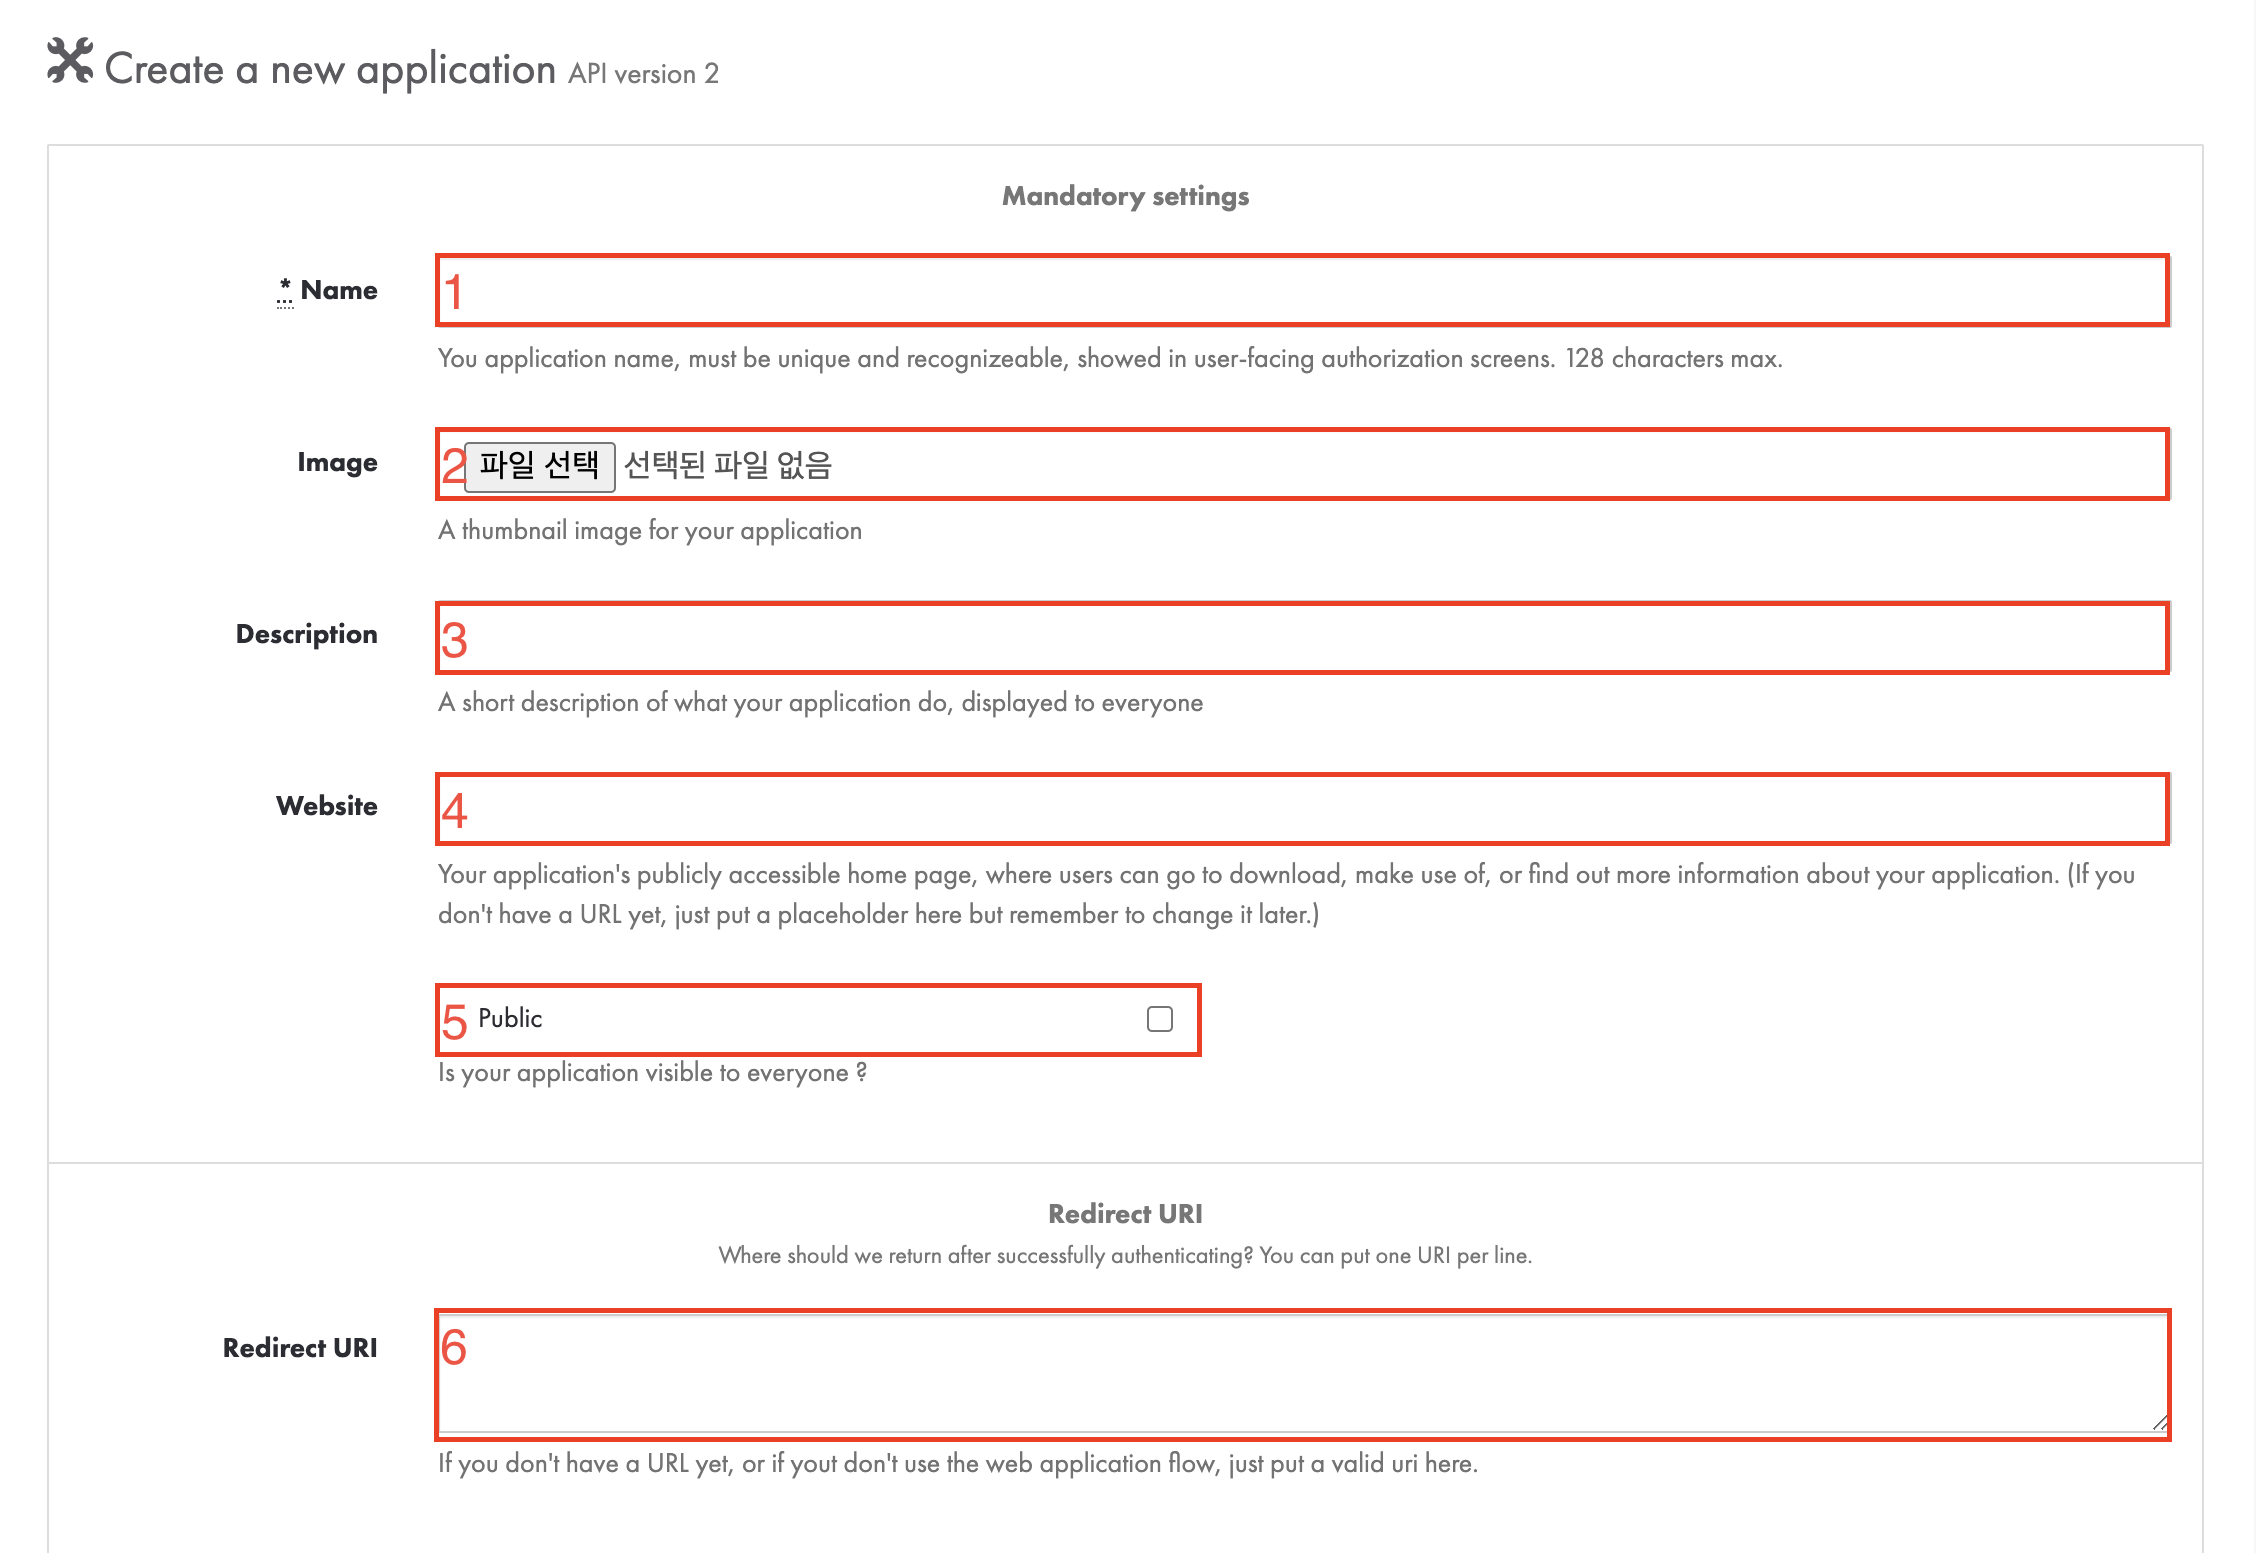 Create a new application API version 2
Mandatory settings
* Name
1
You application name, must be unique and recognizeable, showed in user-facing authorization screens. 128 characters max.
Image
2 파일 선택 선택된 파일 없음
A thumbnail image for your application
Description
3
A short description of what your application do, displayed to everyone
Website
4
Your application's publicly accessible home page, where users can go to download, make use of, or find out more information about your application. (If you
don't have a URL yet, just put a placeholder here but remember to change it later.)
5 Public
Is your application visible to everyone ?
Redirect URI
Where should we return after successfully authenticating? You can put one URI per line.
Redirect URI
6
If you don't have a URL yet, or if yout don't use the web application flow, just put a valid uri here.